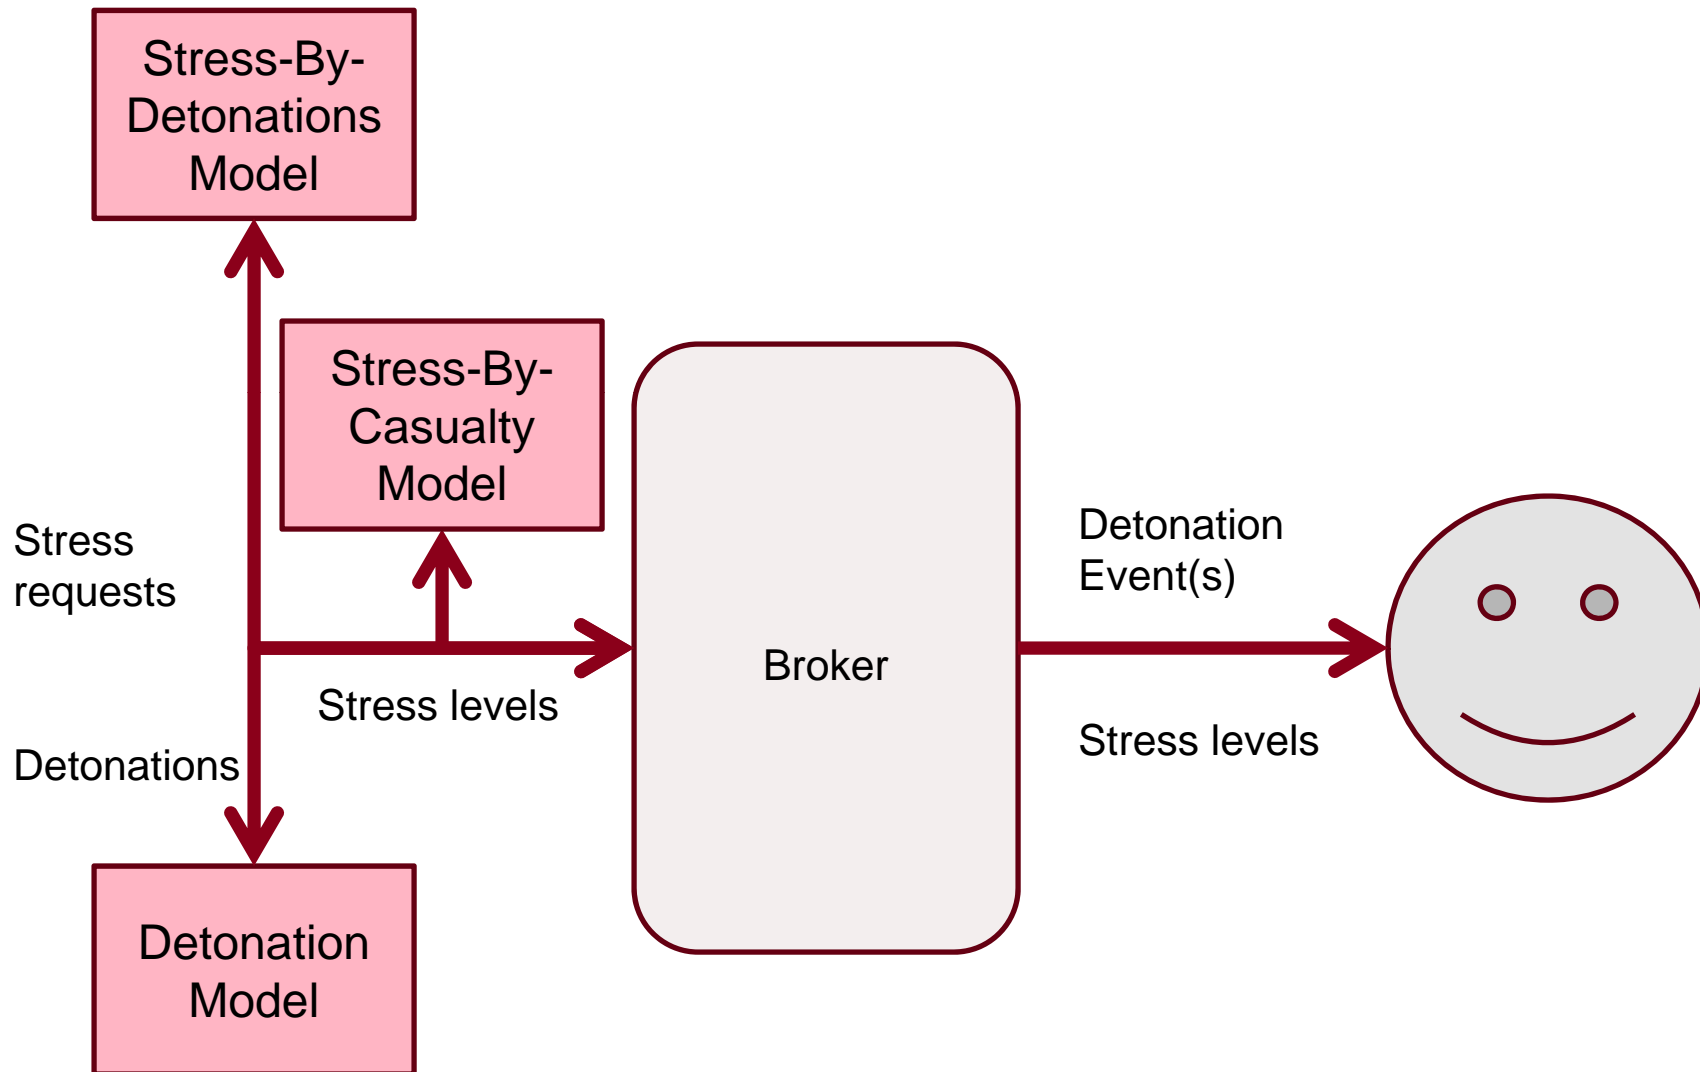 Stress-By-
Detonations
Model
Stress-By-
Casualty
Model
Stress
requests
Detonation
Event(s)
Broker
Stress levels
Stress levels
Detonations
Detonation
Model